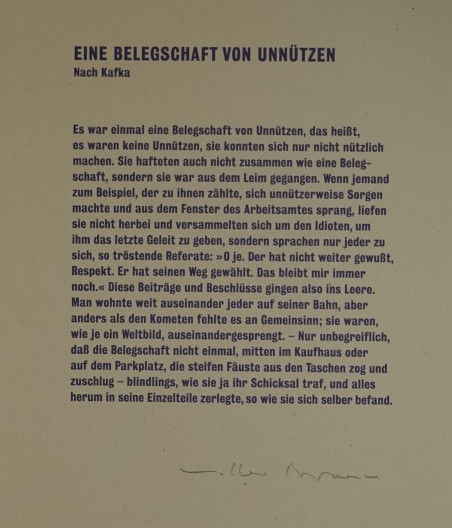 EINE BELEGSCHAFT VON UNNÜTZEN
Nach Kafka
Es war einmal eine Belegschaft von Unnützen, das heißt,
es waren keine Unnützen, sie konnten sich nur nicht nützlich
machen. Sie hafteten auch nicht zusammen wie eine Beleg-
schaft, sondern sie war aus dem Leim gegangen. Wenn jemand
zum Beispiel, der zu ihnen zählte, sich unnützerweise Sorgen
machte und aus dem Fenster des Arbeitsamtes sprang, liefen
sie nicht herbei und versammelten sich um den Idioten, um
ihm das letzte Geleit zu geben, sondern sprachen nur jeder zu
sich, so tröstende Referate: »O je. Der hat nicht weiter gewußt,
Respekt. Er hat seinen Weg gewählt. Das bleibt mir immer
noch.« Diese Beiträge und Beschlüsse gingen also ins Leere.
Man wohnte weit auseinander jeder auf seiner Bahn, aber
anders als den Kometen fehlte es an Gemeinsinn; sie waren,
wie je ein Weltbild, auseinandergesprengt. – Nur unbegreiflich,
daß die Belegschaft nicht einmal, mitten im Kaufhaus oder
auf dem Parkplatz, die steifen Fäuste aus den Taschen zog und
zuschlug – blindlings, wie sie ja ihr Schicksal traf, und alles
herum in seine Einzelteile zerlegte, so wie sie sich selber befand.